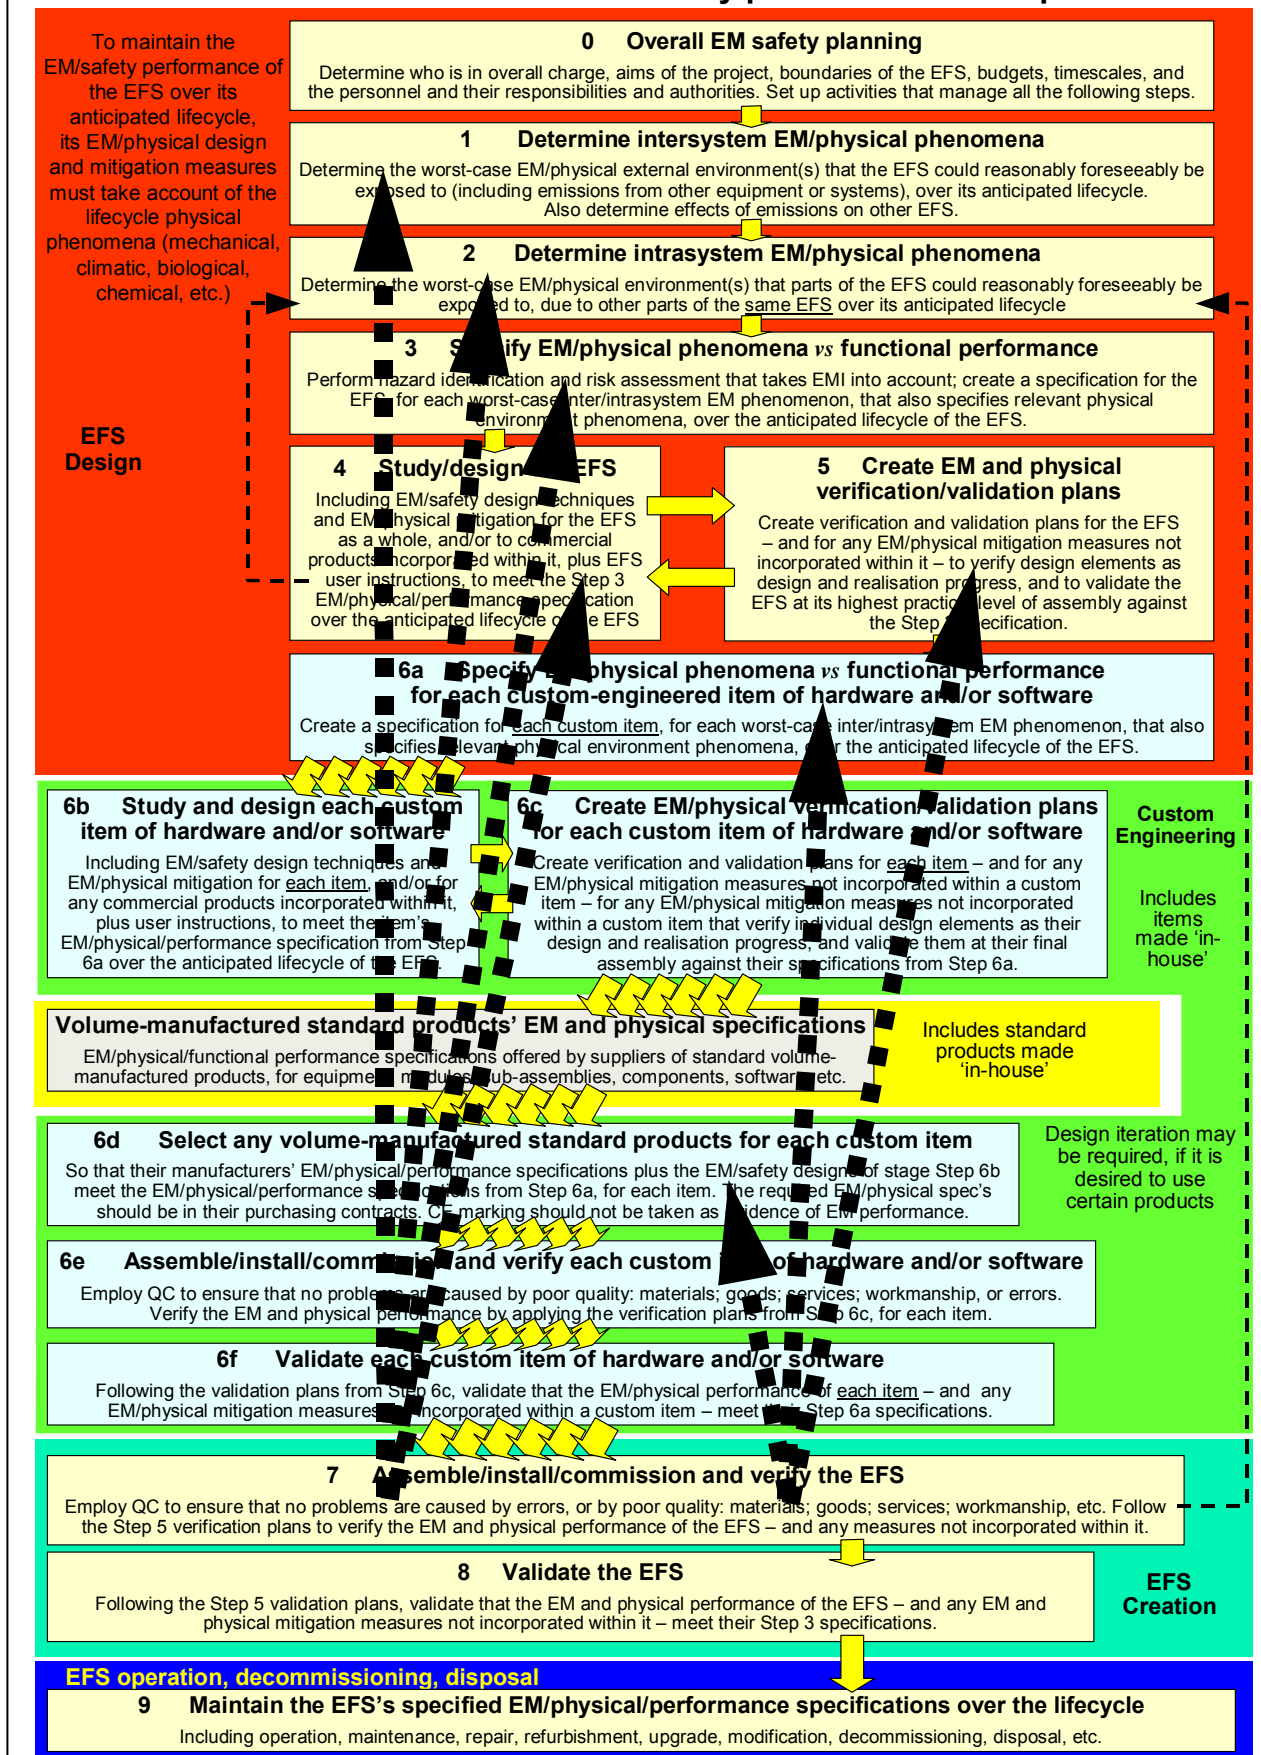 To maintain the
EM/safety performance of
the EFS over its
anticipated lifecycle,
its EM/physical design
and mitigation measures
must take account of the
lifecycle physical
phenomena (mechanical,
climatic, biological,
chemical, etc.)
EFS
Design
0 Overall EM safety planning
Determine who is in overall charge, aims of the project, boundaries of the EFS, budgets, timescales, and
the personnel and their responsibilities and authorities. Set up activities that manage all the following steps.
1 Determine intersystem EM/physical phenomena
Determine the worst-case EM/physical external environment(s) that the EFS could reasonably foreseeably be
exposed to (including emissions from other equipment or systems), over its anticipated lifecycle.
Also determine effects of emissions on other EFS.
2 Determine intrasystem EM/physical phenomena
Determine the worst-case EM/physical environment(s) that parts of the EFS could reasonably foreseeably be
exposed to, due to other parts of the same EFS over its anticipated lifecycle
3 Specify EM/physical phenomena vs functional performance
Perform hazard identification and risk assessment that takes EMI into account; create a specification for the
EFS, for each worst-case inter/intrasystem EM phenomenon, that also specifies relevant physical
environment phenomena, over the anticipated lifecycle of the EFS.
4 Study/design EFS
Including EM/safety design techniques
and EM/physical mitigation for the EFS
as a whole, and/or to commercial
products incorporated within it, plus EFS
user instructions, to meet the Step 3
EM/physical/performance specification
over the anticipated lifecycle of the EFS
5 Create EM and physical
verification/validation plans
Create verification and validation plans for the EFS
– and for any EM/physical mitigation measures not
incorporated within it – to verify design elements as
design and realisation progress, and to validate the
EFS at its highest practical level of assembly against
the Step specification.
6a Specify EM/physical phenomena vs functional performance
for each custom-engineered item of hardware and/or software
Create a specification for each custom item, for each worst-case inter/intrasystem EM phenomenon, that also
specifies relevant physical environment phenomena, over the anticipated lifecycle of the EFS.
6b Study and design each custom
item of hardware and/or software
Including EM/safety design techniques and
EM/physical mitigation for each item, and/or for
any commercial products incorporated within it,
plus user instructions, to meet the item’s
EM/physical/performance specification from Step
6a over the anticipated lifecycle of the EFS.
6c Create EM/physical verification/validation plans
for each custom item of hardware and/or software
Create verification and validation plans for each item – and for any
EM/physical mitigation measures not incorporated within a custom
item – for any EM/physical mitigation measures not incorporated
within a custom item that verify individual design elements as their
design and realisation progress, and validate them at their final
assembly against their specifications from Step 6a.
Custom
Engineering
Includes
items
made ‘in-
house’
Volume-manufactured standard products’ EM and physical specifications
EM/physical/functional performance specifications offered by suppliers of standard volume-
manufactured products, for equipment, modules, sub-assemblies, components, software, etc.
Includes standard
products made
‘in-house’
6d Select any volume-manufactured standard products for each custom item
So that their manufacturers’ EM/physical/performance specifications plus the EM/safety designs of stage Step 6b
meet the EM/physical/performance specifications from Step 6a, for each item. The required EM/physical spec’s
should be in their purchasing contracts. CE marking should not be taken as evidence of EM performance.
Design iteration may
be required, if it is
desired to use
certain products
6e Assemble/install/commission and verify each custom item of hardware and/or software
Employ QC to ensure that no problems are caused by poor quality: materials; goods; services; workmanship, or errors.
Verify the EM and physical performance by applying the verification plans from Step 6c, for each item.
6f Validate each custom item of hardware and/or software
Following the validation plans from Step 6c, validate that the EM/physical performance of each item – and any
EM/physical mitigation measures incorporated within a custom item – meet their Step 6a specifications.
7 Assemble/install/commission and verify the EFS
Employ QC to ensure that no problems are caused by errors, or by poor quality: materials; goods; services; workmanship, etc. Follow
the Step 5 verification plans to verify the EM and physical performance of the EFS – and any measures not incorporated within it.
8 Validate the EFS
Following the Step 5 validation plans, validate that the EM and physical performance of the EFS – and any EM and
physical mitigation measures not incorporated within it – meet their Step 3 specifications.
EFS
Creation
EFS operation, decommissioning, disposal
9 Maintain the EFS’s specified EM/physical/performance specifications over the lifecycle
Including operation, maintenance, repair, refurbishment, upgrade, modification, decommissioning, disposal, etc.